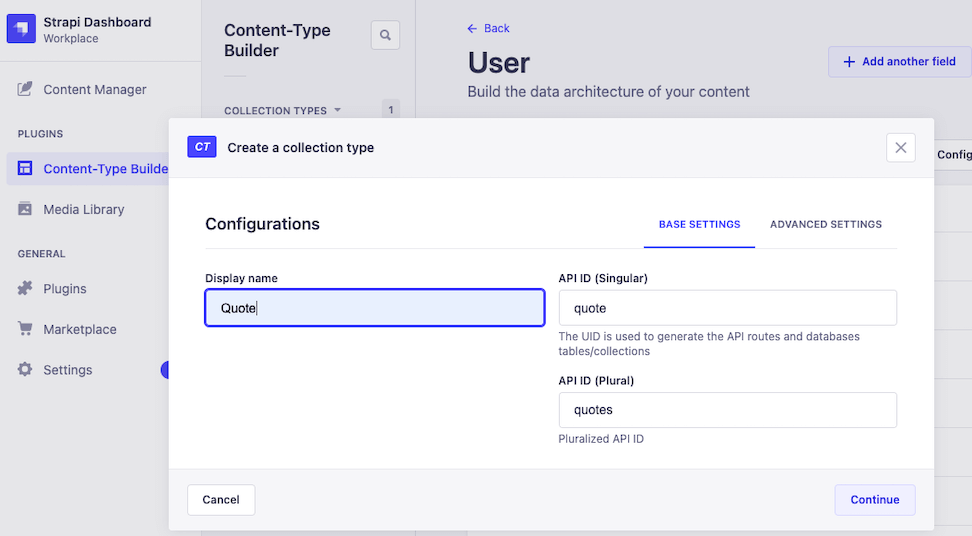 Strapi Dashboard
Workplace
Content Manager
PLUGINS
Content-Type Builde
Media Library
GENERAL
Plugins
Marketplace
Settings
Content-Type
Builder
COLLECTION TYPES
1
Back
User
Build the data architecture of your content
Add another field
Config
CT
Create a collection type
Configurations
BASE SETTINGS
ADVANCED SETTINGS
Display name
Quote
API ID (Singular)
quote
The UID is used to generate the API routes and databases
tables/collections
API ID (Plural)
quotes
Pluralized API ID
Cancel
Continue